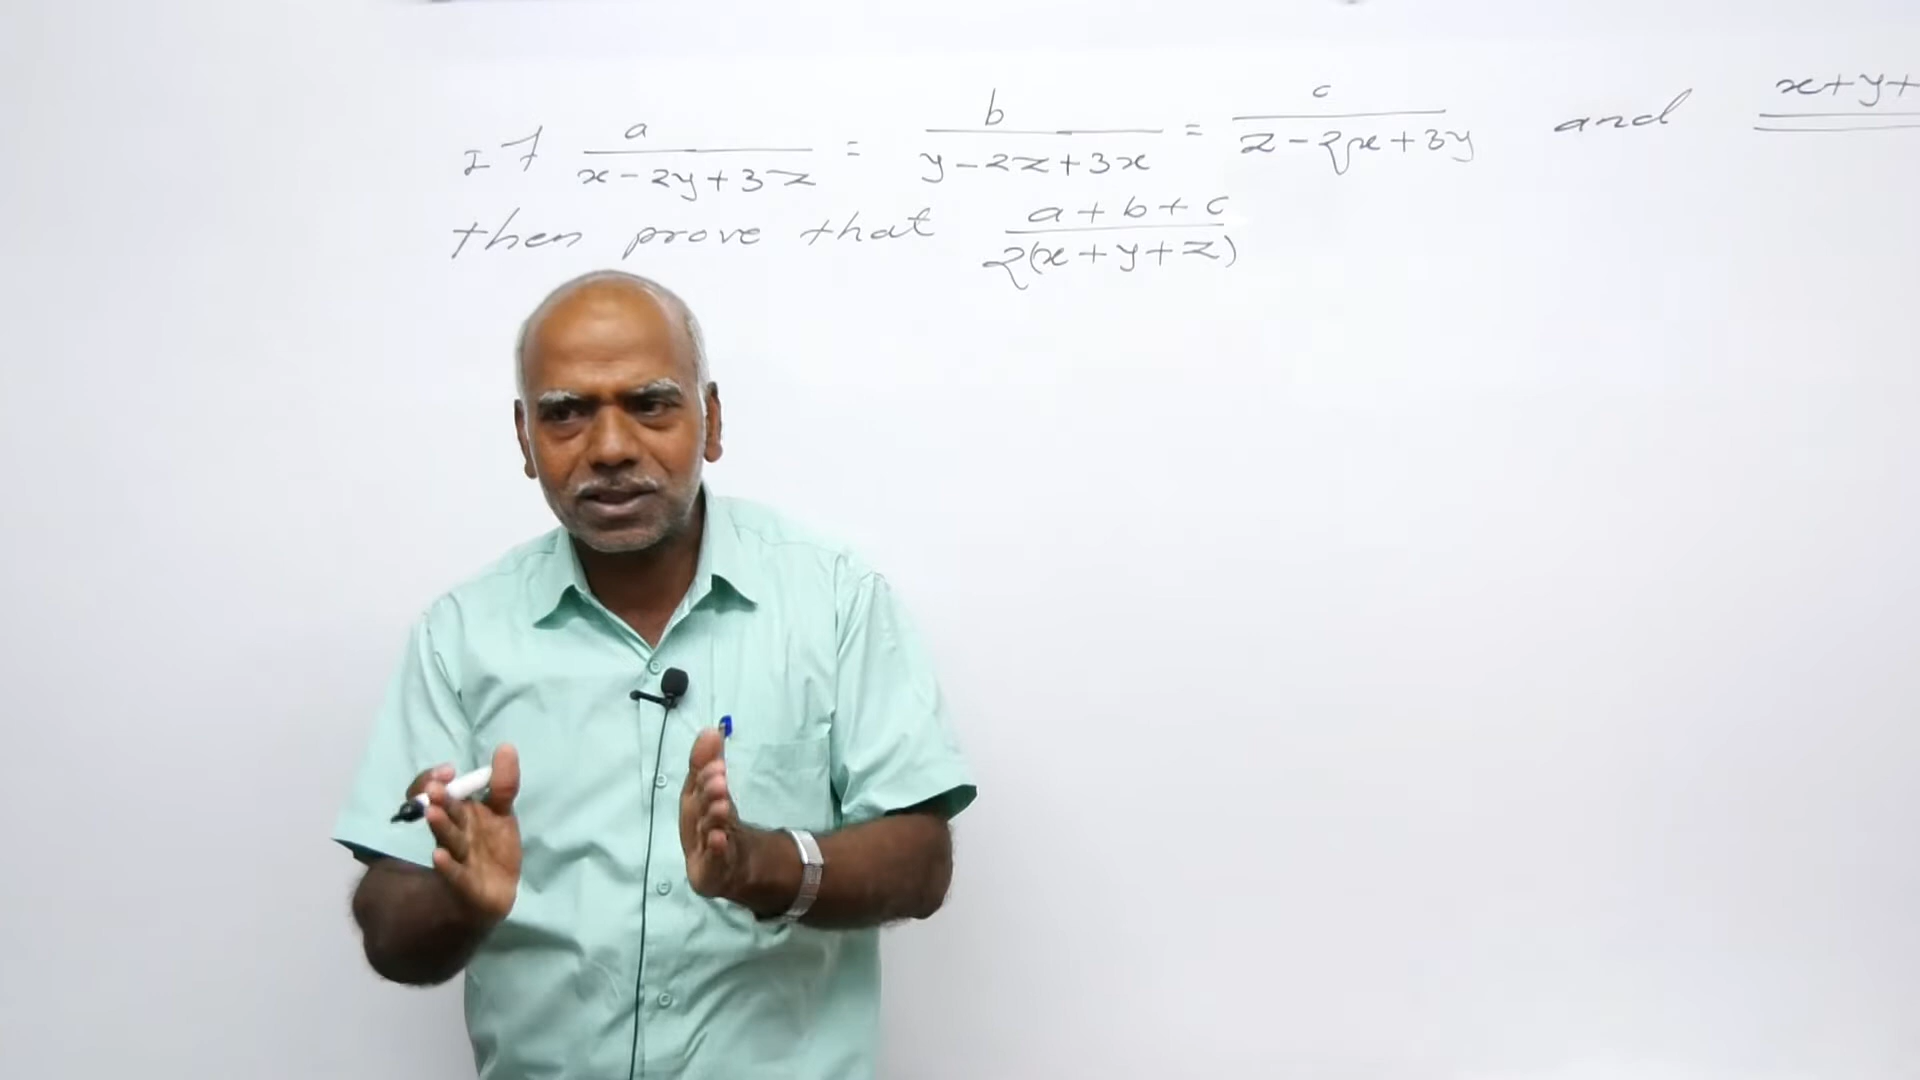 If a/(x-2y+3z) = b/(y-2z+3x) = c/(z-2x+3y) and x+y+
then prove that (a+b+c)/(2(x+y+z))